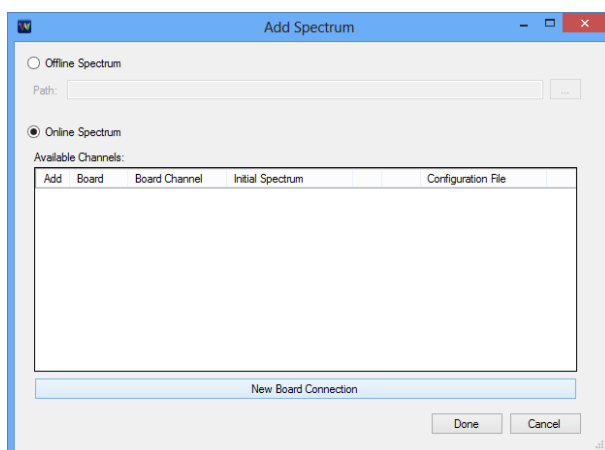 Add Spectrum
Offline Spectrum
Path:
...
Online Spectrum
Available Channels:
Add Board Board Channel Initial Spectrum Configuration File
New Board Connection
Done Cancel